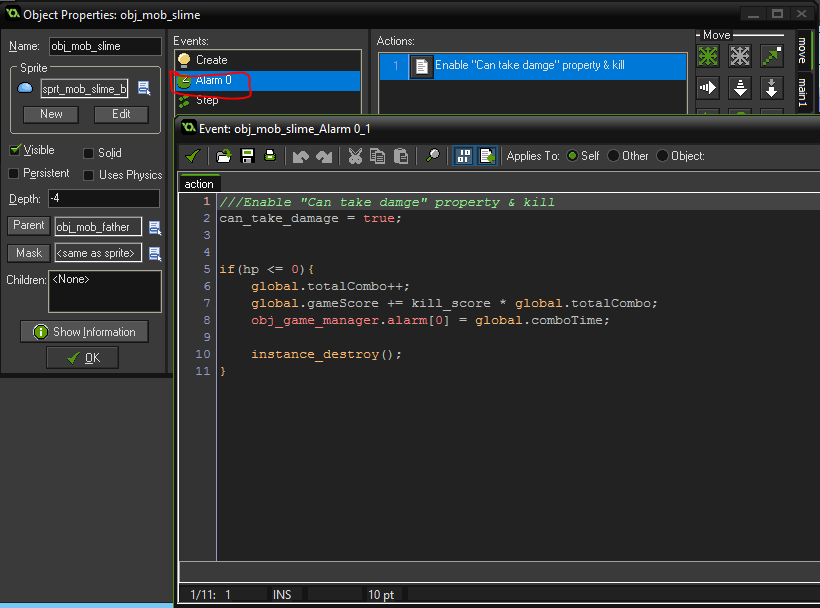 Object Properties: obj_mob_slime
Name: obj_mob_slime
Sprite
sprt_mob_slime_b
New Edit
Visible Solid
Persistent Uses Physics
Depth: -4
Parent obj_mob_father
Mask <same as sprite>
Children: <None>
Show Information
OK
Events:
Create
Alarm 0
Step
Actions:
1 Enable "Can take damge" property & kill
Move
move
main1
Event: obj_mob_slime_Alarm 0_1
Applies To: Self Other Object:
action
1 ///Enable "Can take damge" property & kill
2 can_take_damage = true;
3
4
5 if(hp <= 0){
6 global.totalCombo++;
7 global.gameScore += kill_score * global.totalCombo;
8 obj_game_manager.alarm[0] = global.comboTime;
9
10 instance_destroy();
11 }
1/11: 1 INS 10 pt